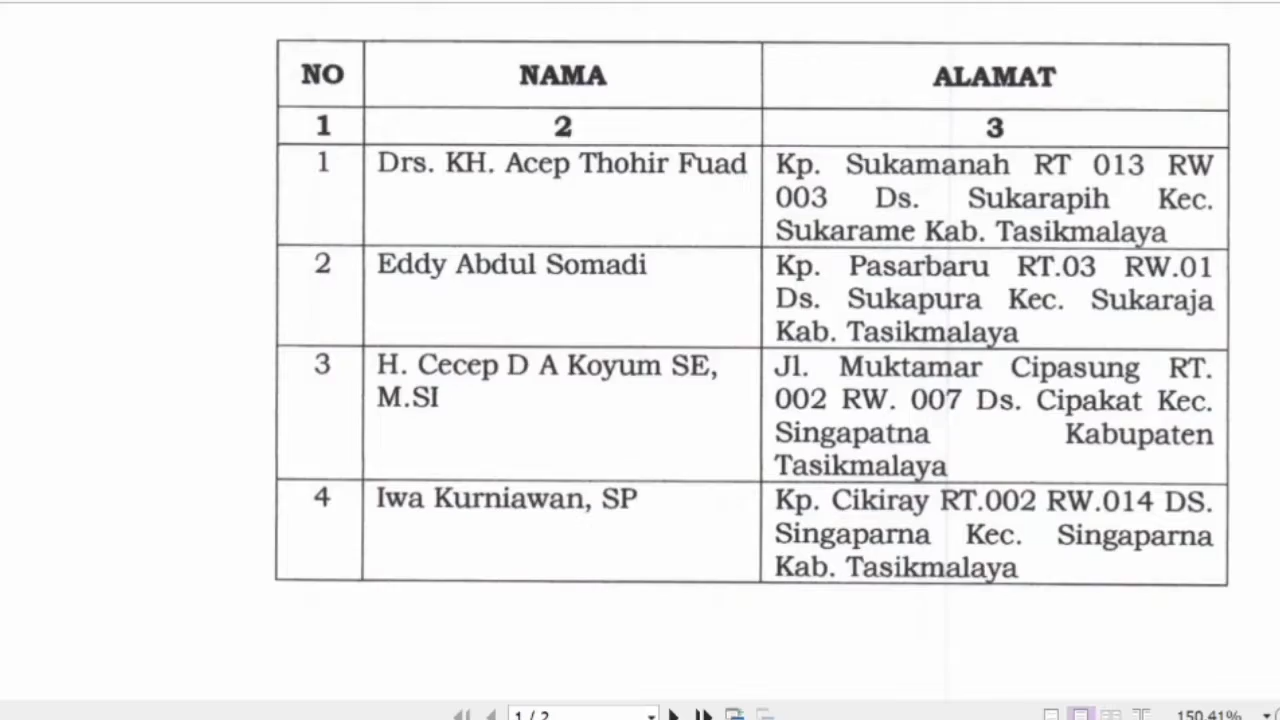 NO NAMA ALAMAT
1 2 3
1 Drs. KH. Acep Thohir Fuad Kp. Sukamanah RT 013 RW
003 Ds. Sukarapih Kec.
Sukarame Kab. Tasikmalaya
2 Eddy Abdul Somadi Kp. Pasarbaru RT.03 RW.01
Ds. Sukapura Kec. Sukaraja
Kab. Tasikmalaya
3 H. Cecep D A Koyum SE, Jl. Muktamar Cipasung RT.
M.SI 002 RW. 007 Ds. Cipakat Kec.
Singapatna Kabupaten
Tasikmalaya
4 Iwa Kurniawan, SP Kp. Cikiray RT.002 RW.014 DS.
Singaparna Kec. Singaparna
Kab. Tasikmalaya
1 / 2 150,41%